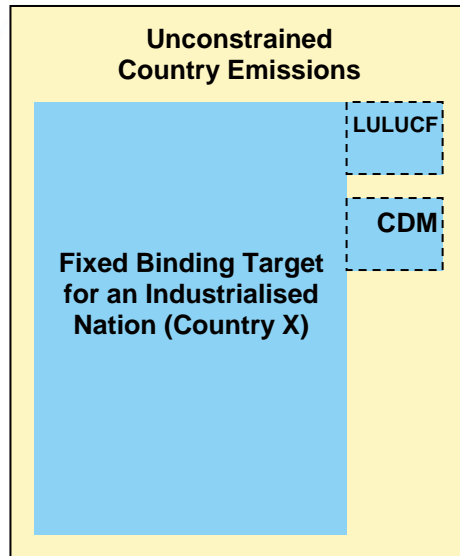 Unconstrained
Country Emissions
LULUCF
CDM
Fixed Binding Target
for an Industrialised
Nation (Country X)